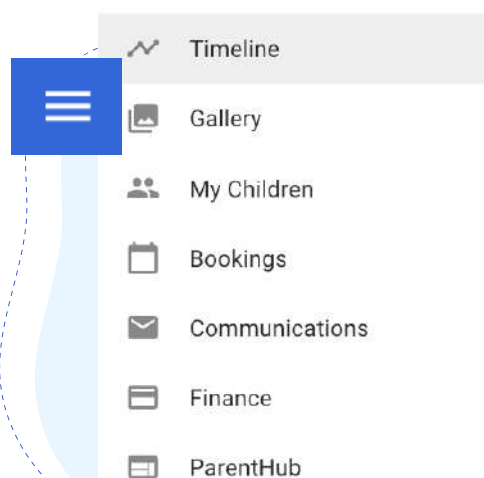 Timeline
Gallery
My Children
Bookings
Communications
Finance
ParentHub